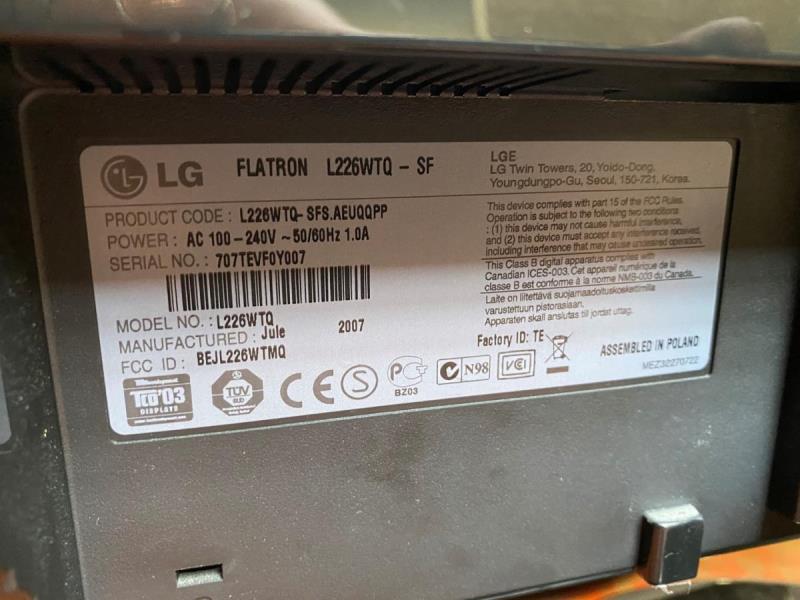 LG FLATRON L226WTQ - SF
LGE
LG Twin Towers, 20, Yoido-Dong,
Youngdungpo-Gu, Seoul, 150-721, Korea.
PRODUCT CODE : L226WTQ-SFS.AEUQQPP
POWER : AC 100-240V ~50/60Hz 1.0A
SERIAL NO. : 707TEVF0Y007
MODEL NO. : L226WTQ
MANUFACTURED : Jule 2007
FCC ID : BEJL226WTMQ
This device complies with part 15 of the FCC Rules.
Operation is subject to the following two conditions
: (1) this device may not cause harmful interference,
and (2) this device must accept any interference received,
including interference that may cause undesired operation.
This Class B digital apparatus complies with
Canadian ICES-003. Cet appareil numérique de la
classe B est conforme à la norme NMB-003 du Canada.
Laite on liitettävä suojamaadoituskoskettimilla
varustettuun pistorasiaan.
Apparaten skall anslutas till jordat uttag.
Factory ID: TE
ASSEMBLED IN POLAND
MEZ32270722
TCO'03
DISPLAYS
TÜV
SÜD
CE
S
PC
BZ03
N98
VCI